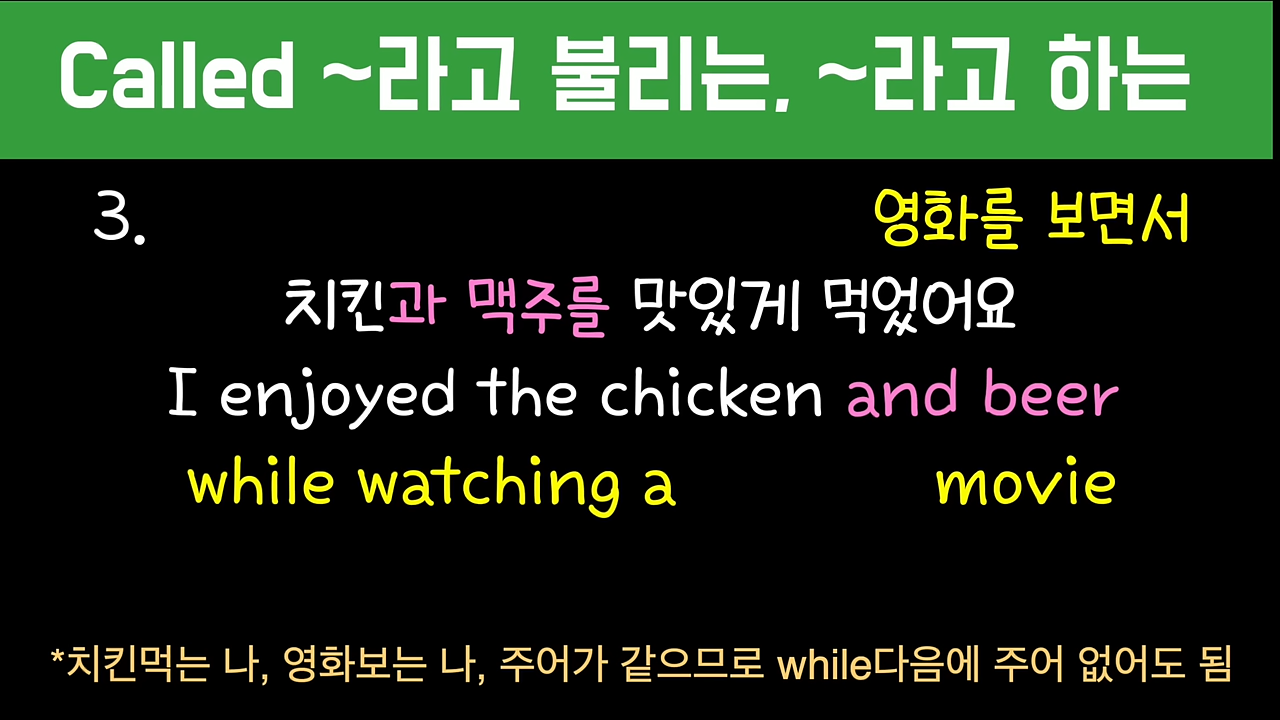 Called ~라고 불리는, ~라고 하는
3. 영화를 보면서
치킨과 맥주를 맛있게 먹었어요
I enjoyed the chicken and beer
while watching a movie
*치킨먹는 나, 영화보는 나, 주어가 같으므로 while다음에 주어 없어도 됨